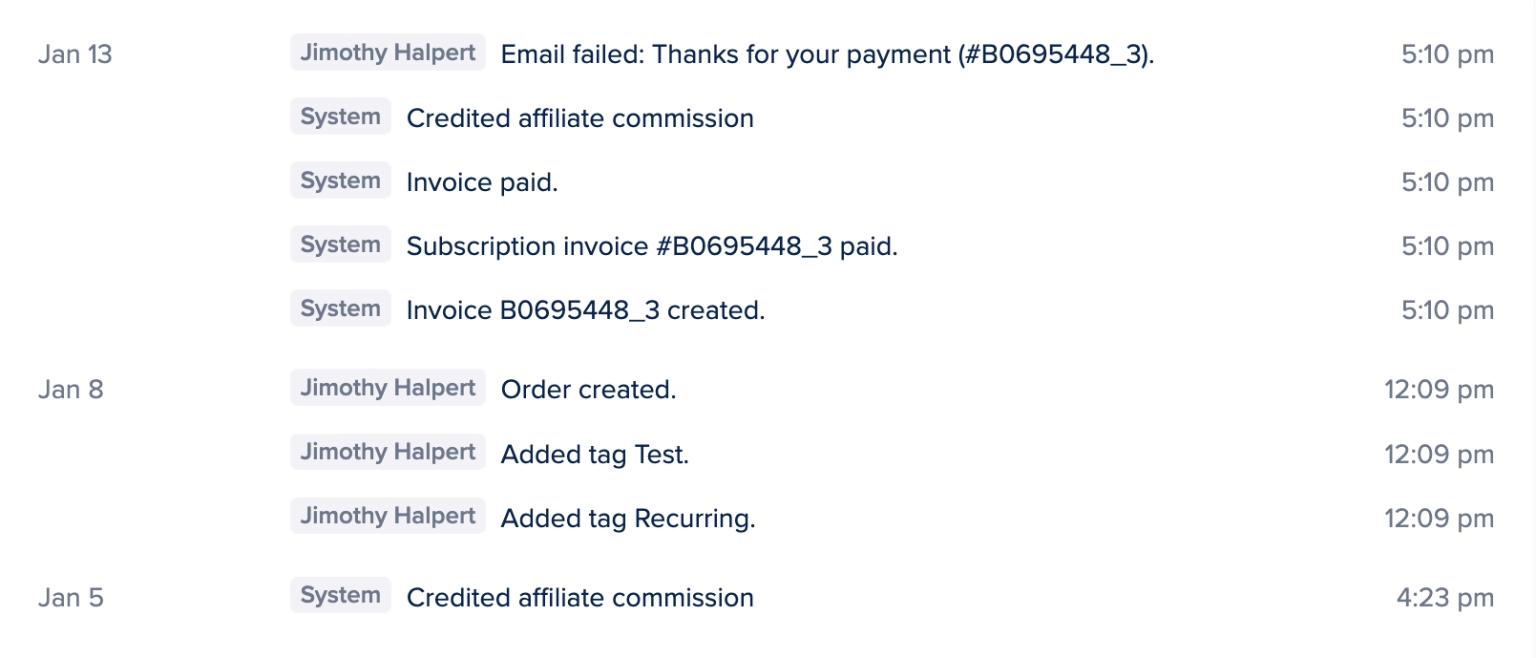 Jan 13 Jimothy Halpert Email failed: Thanks for your payment (#B0695448_3). 5:10 pm
System Credited affiliate commission 5:10 pm
System Invoice paid. 5:10 pm
System Subscription invoice #B0695448_3 paid. 5:10 pm
System Invoice B0695448_3 created. 5:10 pm
Jan 8 Jimothy Halpert Order created. 12:09 pm
Jimothy Halpert Added tag Test. 12:09 pm
Jimothy Halpert Added tag Recurring. 12:09 pm
Jan 5 System Credited affiliate commission 4:23 pm